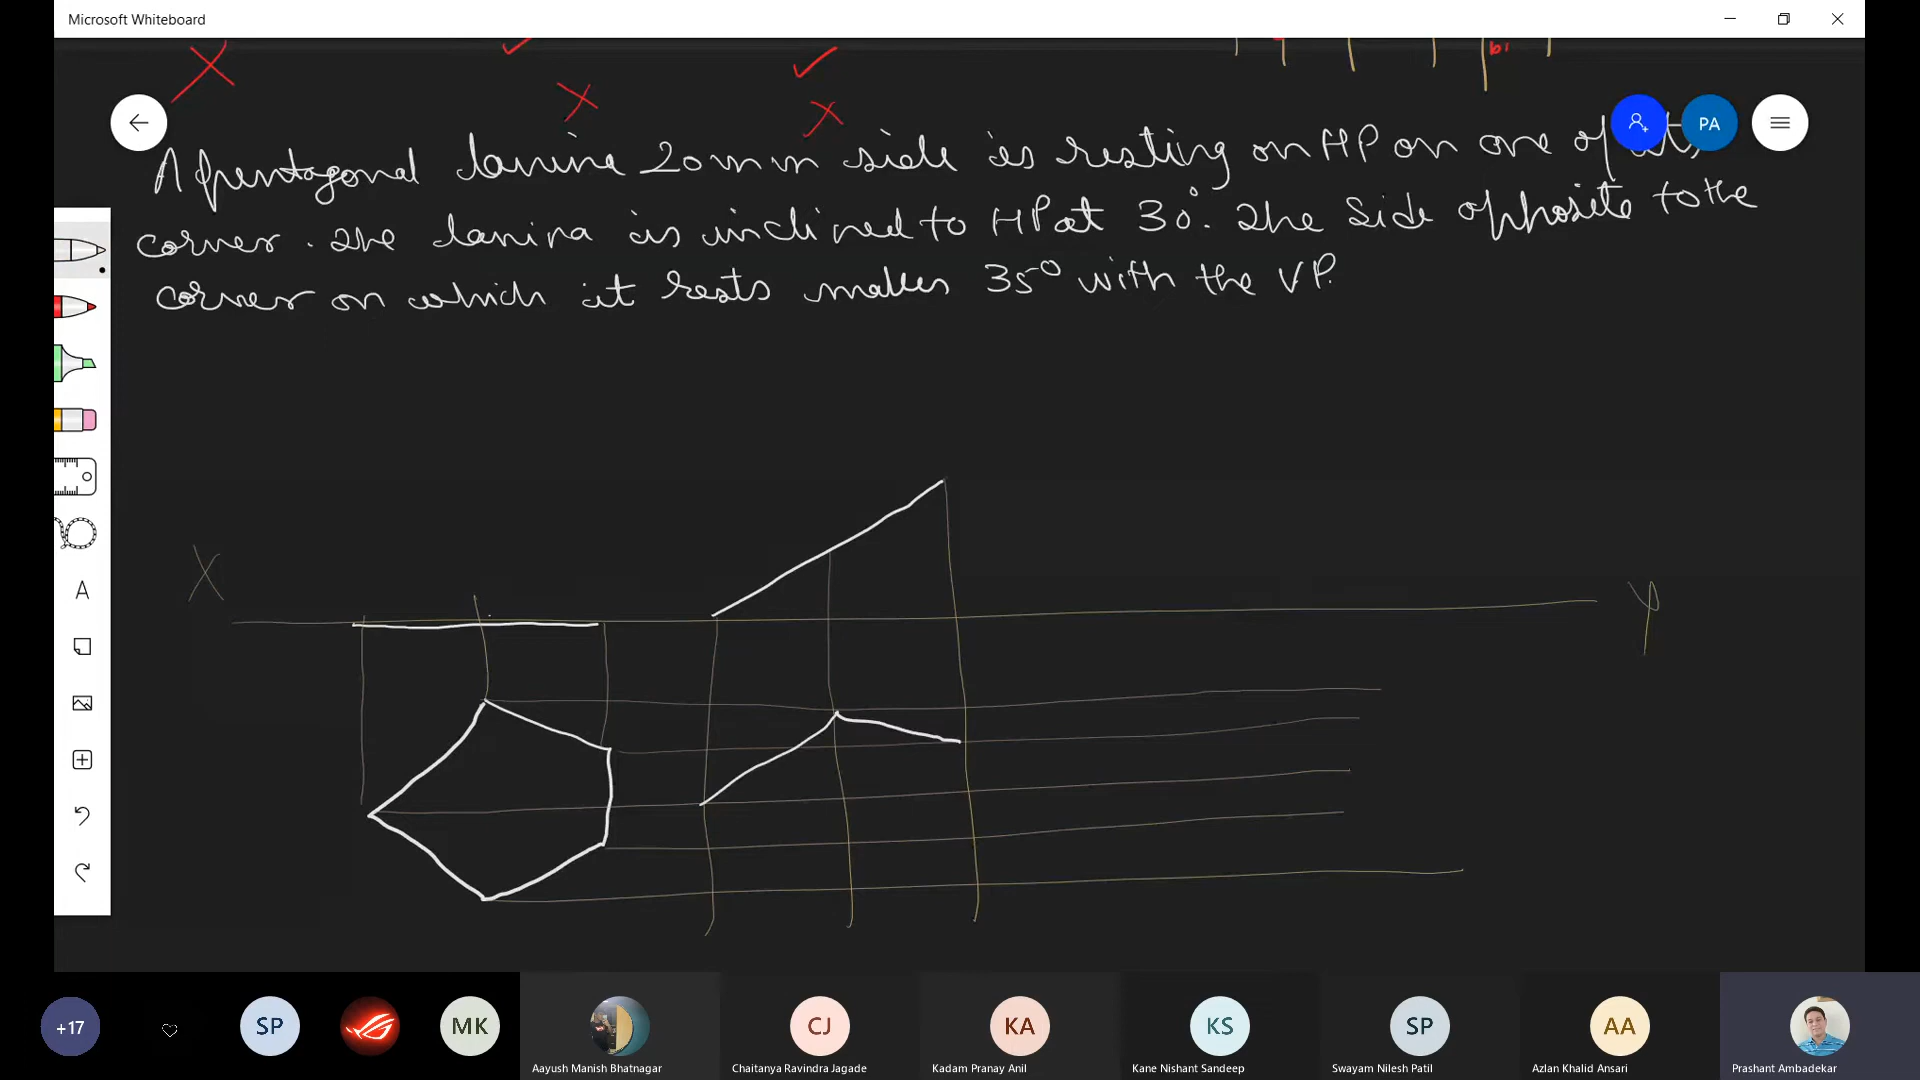 Microsoft Whiteboard
b1
PA
A pentagonal lamina 20mm side is resting on HP on one of its
corner. The lamina is inclined to HP at 30°. The side opposite to the
corner on which it rests makes 35° with the VP.
X
Y
A
+17
SP
MK
CJ
KA
KS
SP
AA
Aayush Manish Bhatnagar
Chaitanya Ravindra Jagade
Kadam Pranay Anil
Kane Nishant Sandeep
Swayam Nilesh Patil
Azlan Khalid Ansari
Prashant Ambadekar